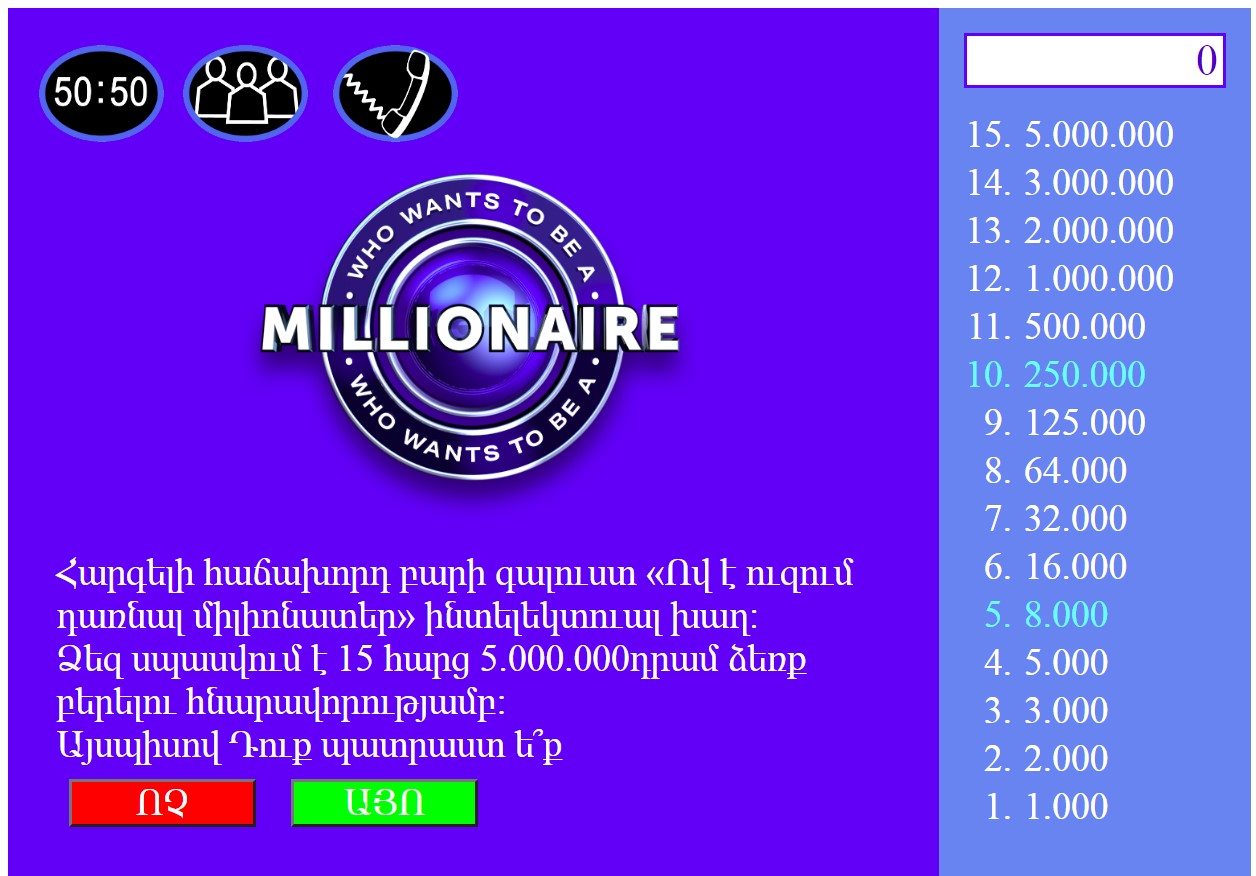 50:50
WHO WANTS TO BE A
MILLIONAIRE
WHO WANTS TO BE A
Հարգելի հաճախորդ բարի գալուստ «Ով է ուզում
դառնալ միլիոնատեր» ինտելեկտուալ խաղ:
Ձեզ սպասվում է 15 հարց 5.000.000դրամ ձեռք
բերելու հնարավորությամբ:
Այսպիսով Դուք պատրաստ ե՞ք
ՈՉ
ԱՅՈ
0
15. 5.000.000
14. 3.000.000
13. 2.000.000
12. 1.000.000
11. 500.000
10. 250.000
9. 125.000
8. 64.000
7. 32.000
6. 16.000
5. 8.000
4. 5.000
3. 3.000
2. 2.000
1. 1.000